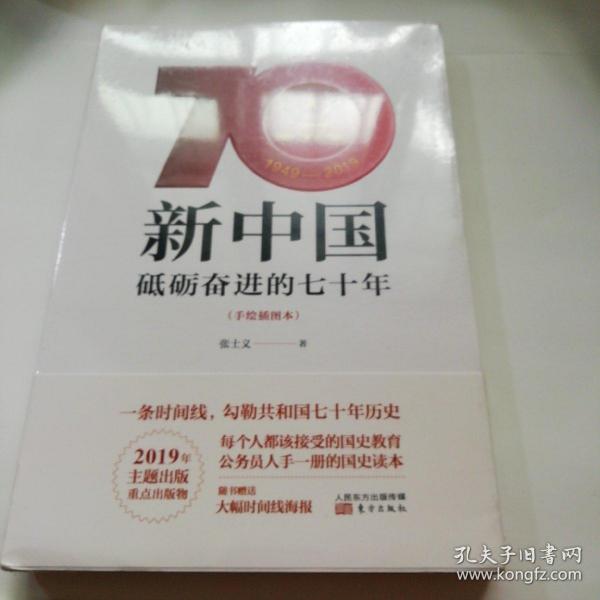 70
1949—2019
新中国
砥砺奋进的七十年
（手绘插图本）
张士义——著
一条时间线，勾勒共和国七十年历史
2019年
主题出版
重点出版物
每个人都该接受的国史教育
公务员人手一册的国史读本
随书赠送
大幅时间线海报
人民东方出版传媒
东方出版社
孔夫子旧书网
www.kongfz.com